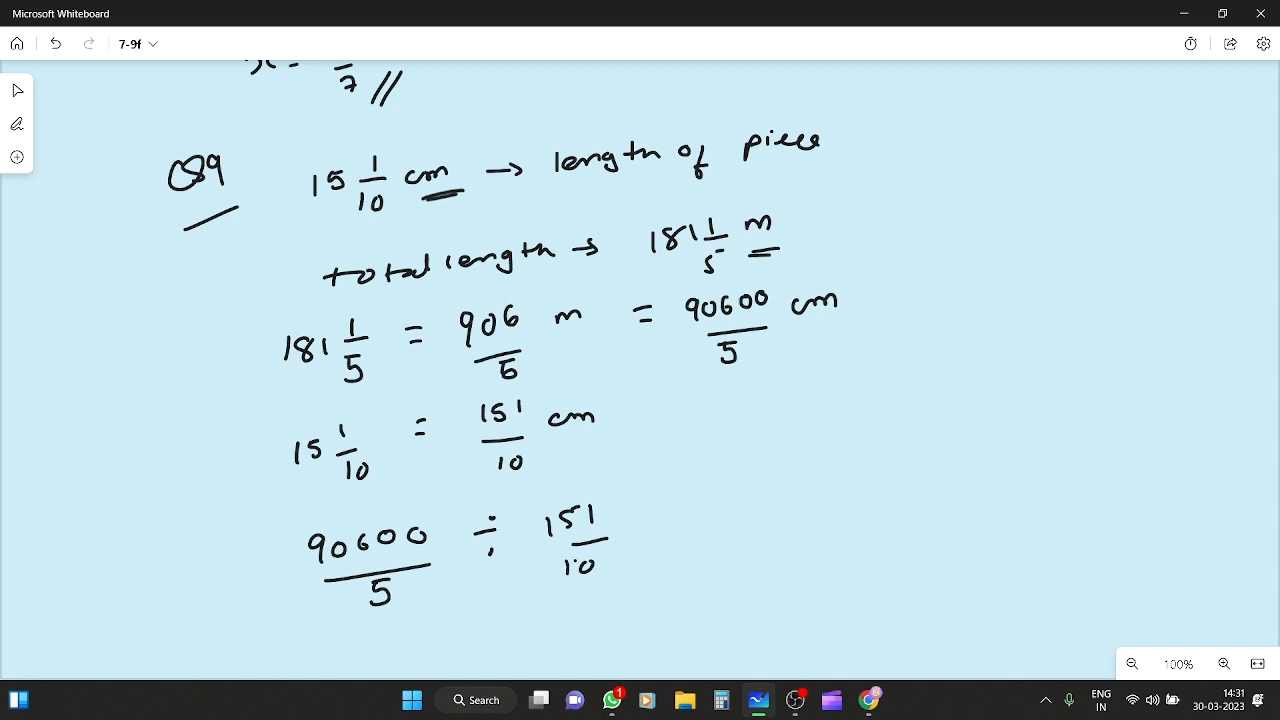 Microsoft Whiteboard
7-9f
x = — 7 //
Q9 15 1/10 cm → length of piece
total length → 181 1/5 m
181 1/5 = 906/5 m = 90600/5 cm
15 1/10 = 151/10 cm
90600/5 ÷ 151/10
100%
Search
1
ENG
IN
14:31
30-03-2023